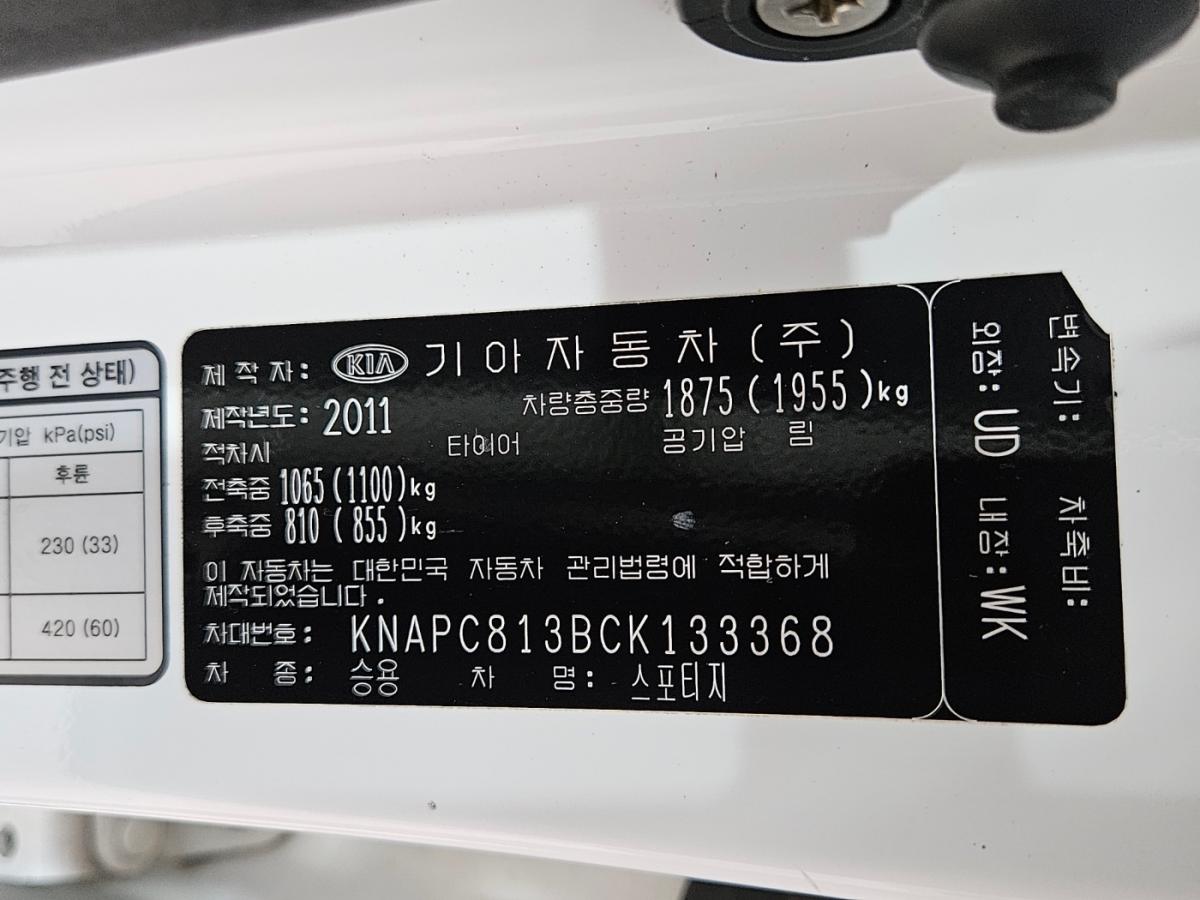 주행 전 상태)
기압 kPa(psi)
후륜
230 (33)
420 (60)
제 작 자: KIA 기 아 자 동 차 (주)
제작년도: 2011 차량총중량 1875 (1955)kg
적차시 타이어 공기압 림
전축중 1065 (1100)kg
후축중 810 (855)kg
이 자동차는 대한민국 자동차 관리법령에 적합하게
제작되었습니다.
차대번호: KNAPC813BCK133368
차 종: 승용 차 명: 스포티지
변속기: 차축비:
외장: UD 내장: WK